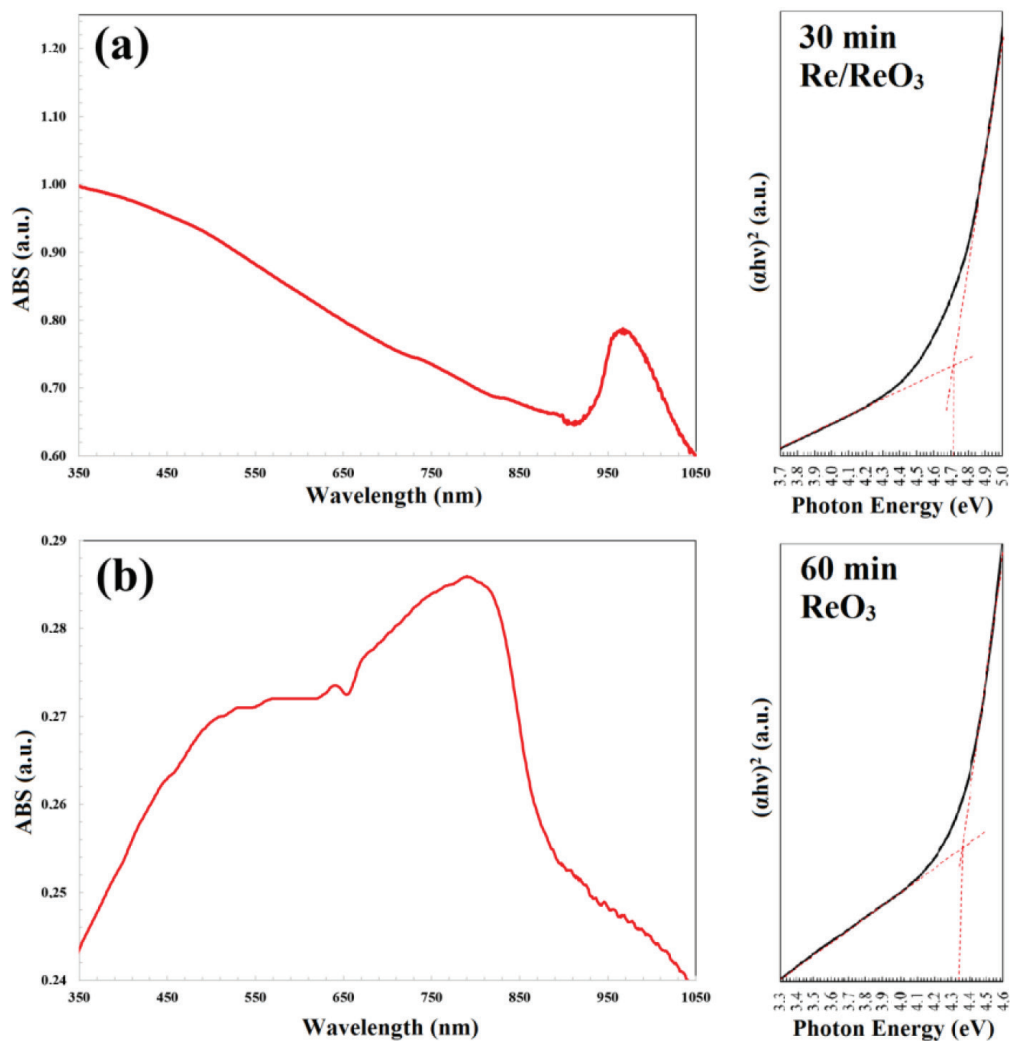 (a)
1.20
1.00
0.90
0.80
0.70
0.60
ABS (a.u.)
350 450 550 650 750 850 950 1050
Wavelength (nm)
30 min
Re/ReO₃
(αhν)² (a.u.)
3.7 3.8 3.9 4.0 4.1 4.2 4.3 4.4 4.5 4.6 4.7 4.8 4.9 5.0
Photon Energy (eV)
(b)
0.29
0.28
0.27
0.26
0.25
0.24
ABS (a.u.)
350 450 550 650 750 850 950 1050
Wavelength (nm)
60 min
ReO₃
(αhν)² (a.u.)
3.3 3.4 3.5 3.6 3.7 3.8 3.9 4.0 4.1 4.2 4.3 4.4 4.5 4.6
Photon Energy (eV)